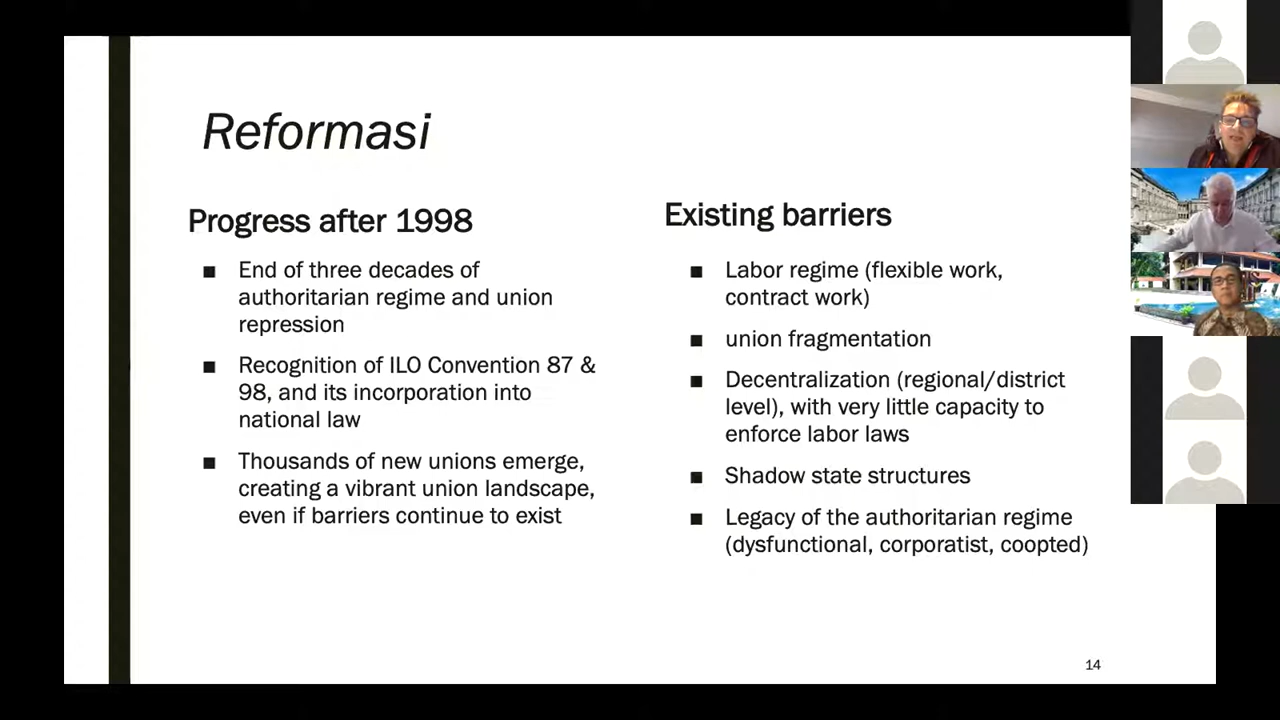 Reformasi
Progress after 1998
■ End of three decades of
authoritarian regime and union
repression
■ Recognition of ILO Convention 87 &
98, and its incorporation into
national law
■ Thousands of new unions emerge,
creating a vibrant union landscape,
even if barriers continue to exist
Existing barriers
■ Labor regime (flexible work,
contract work)
■ union fragmentation
■ Decentralization (regional/district
level), with very little capacity to
enforce labor laws
■ Shadow state structures
■ Legacy of the authoritarian regime
(dysfunctional, corporatist, coopted)
14